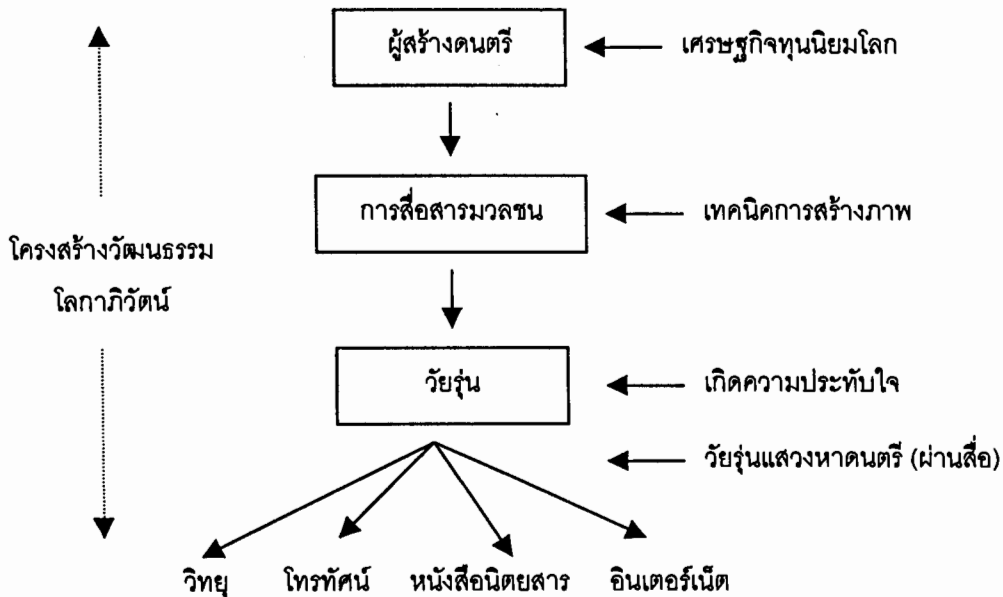 ผู้สร้างดนตรี
เศรษฐกิจทุนนิยมโลก
การสื่อสารมวลชน
เทคนิคการสร้างภาพ
โครงสร้างวัฒนธรรม
โลกาภิวัตน์
วัยรุ่น
เกิดความประทับใจ
วัยรุ่นแสวงหาดนตรี (ผ่านสื่อ)
วิทยุ โทรทัศน์ หนังสือนิตยสาร อินเตอร์เน็ต